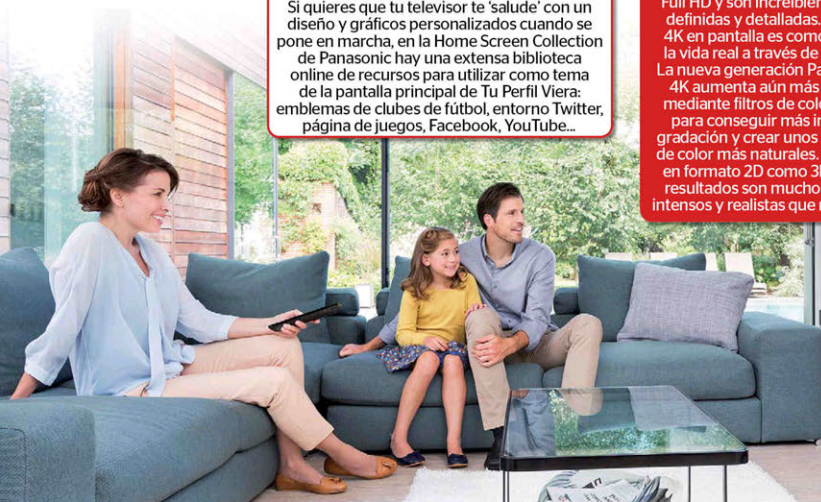 Si quieres que tu televisor te 'salude' con un
diseño y gráficos personalizados cuando se
pone en marcha, en la Home Screen Collection
de Panasonic hay una extensa biblioteca
online de recursos para utilizar como tema
de la pantalla principal de Tu Perfil Viera:
emblemas de clubes de fútbol, entorno Twitter,
página de juegos, Facebook, YouTube...
Full HD y son increíblem
definidas y detalladas.
4K en pantalla es como
la vida real a través de
La nueva generación Pa
4K aumenta aún más
mediante filtros de colo
para conseguir más in
gradación y crear unos
de color más naturales.
en formato 2D como 3
resultados son mucho
intensos y realistas que